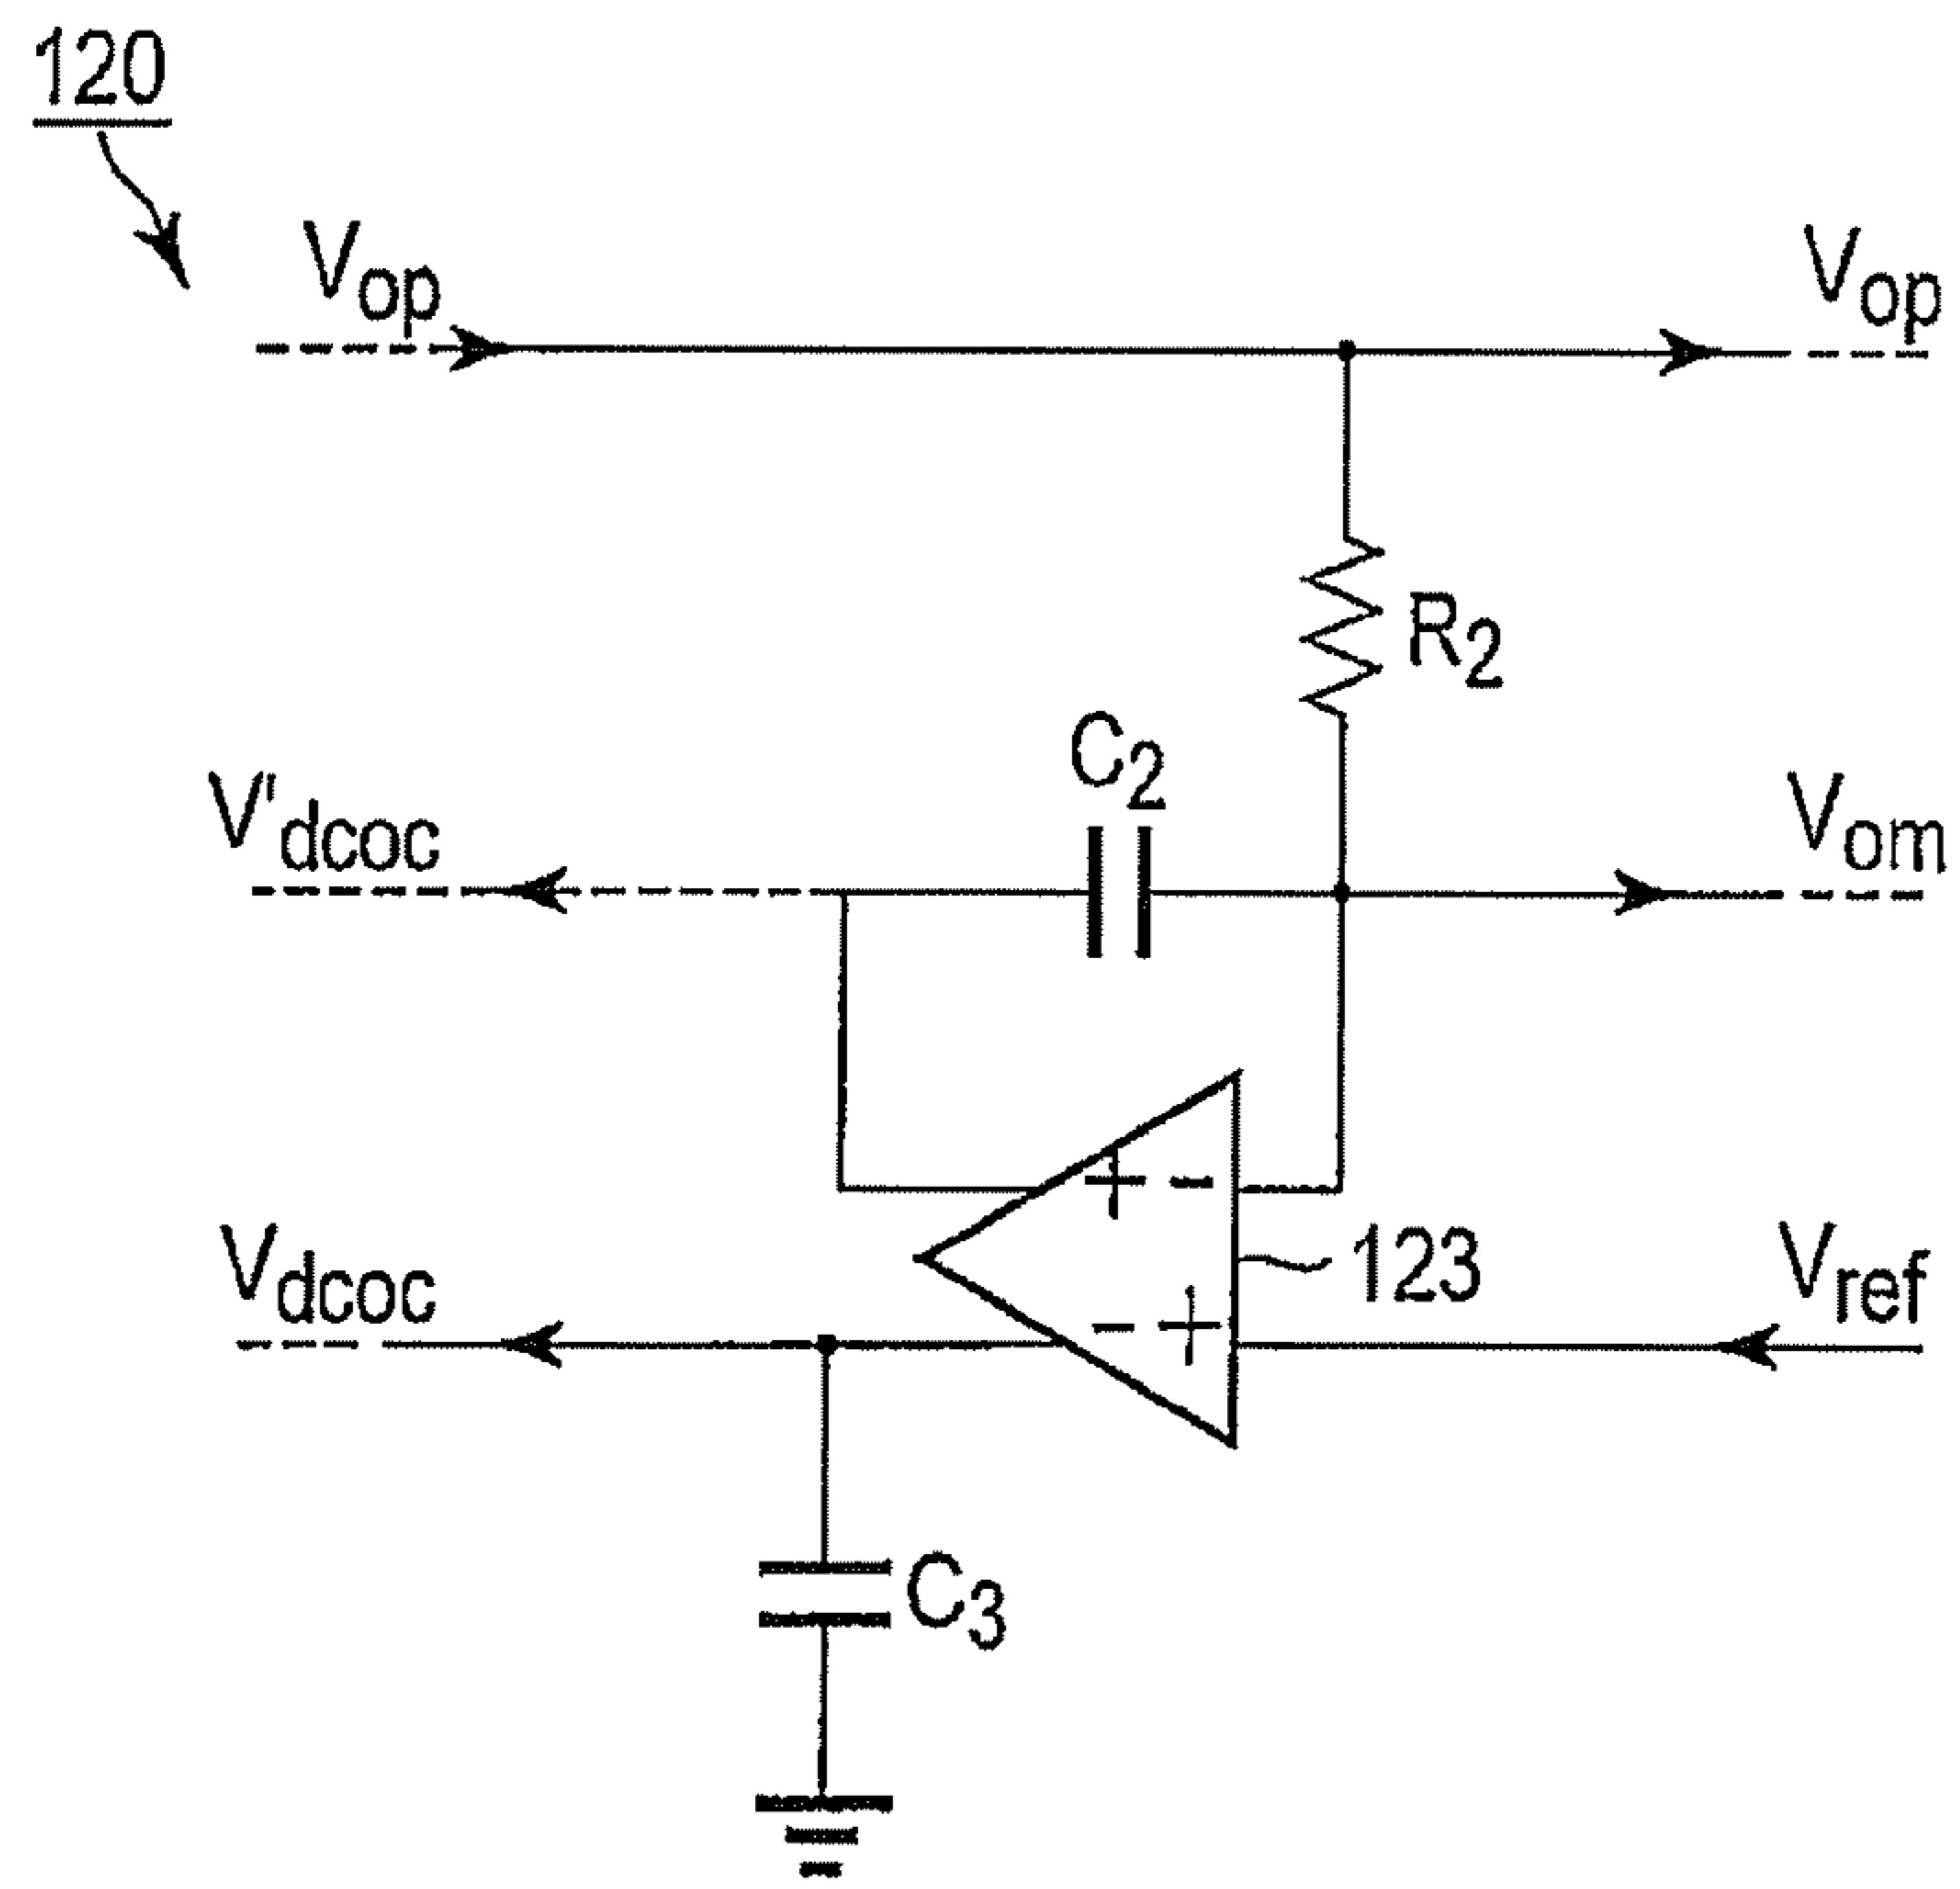 120
Vop
Vop
R2
C2
V'dcoc
Vom
+ -
123
Vdcoc
- +
Vref
C3